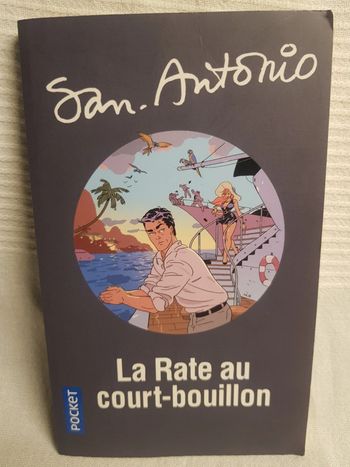 San-Antonio
La Rate au
court-bouillon
POCKET